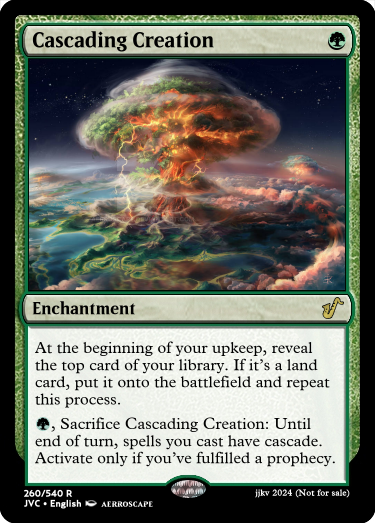 Cascading Creation
Enchantment
At the beginning of your upkeep, reveal
the top card of your library. If it's a land
card, put it onto the battlefield and repeat
this process.
, Sacrifice Cascading Creation: Until
end of turn, spells you cast have cascade.
Activate only if you've fulfilled a prophecy.
260/540 R
JVC • English AEROSCAPE
jjkv 2024 (Not for sale)